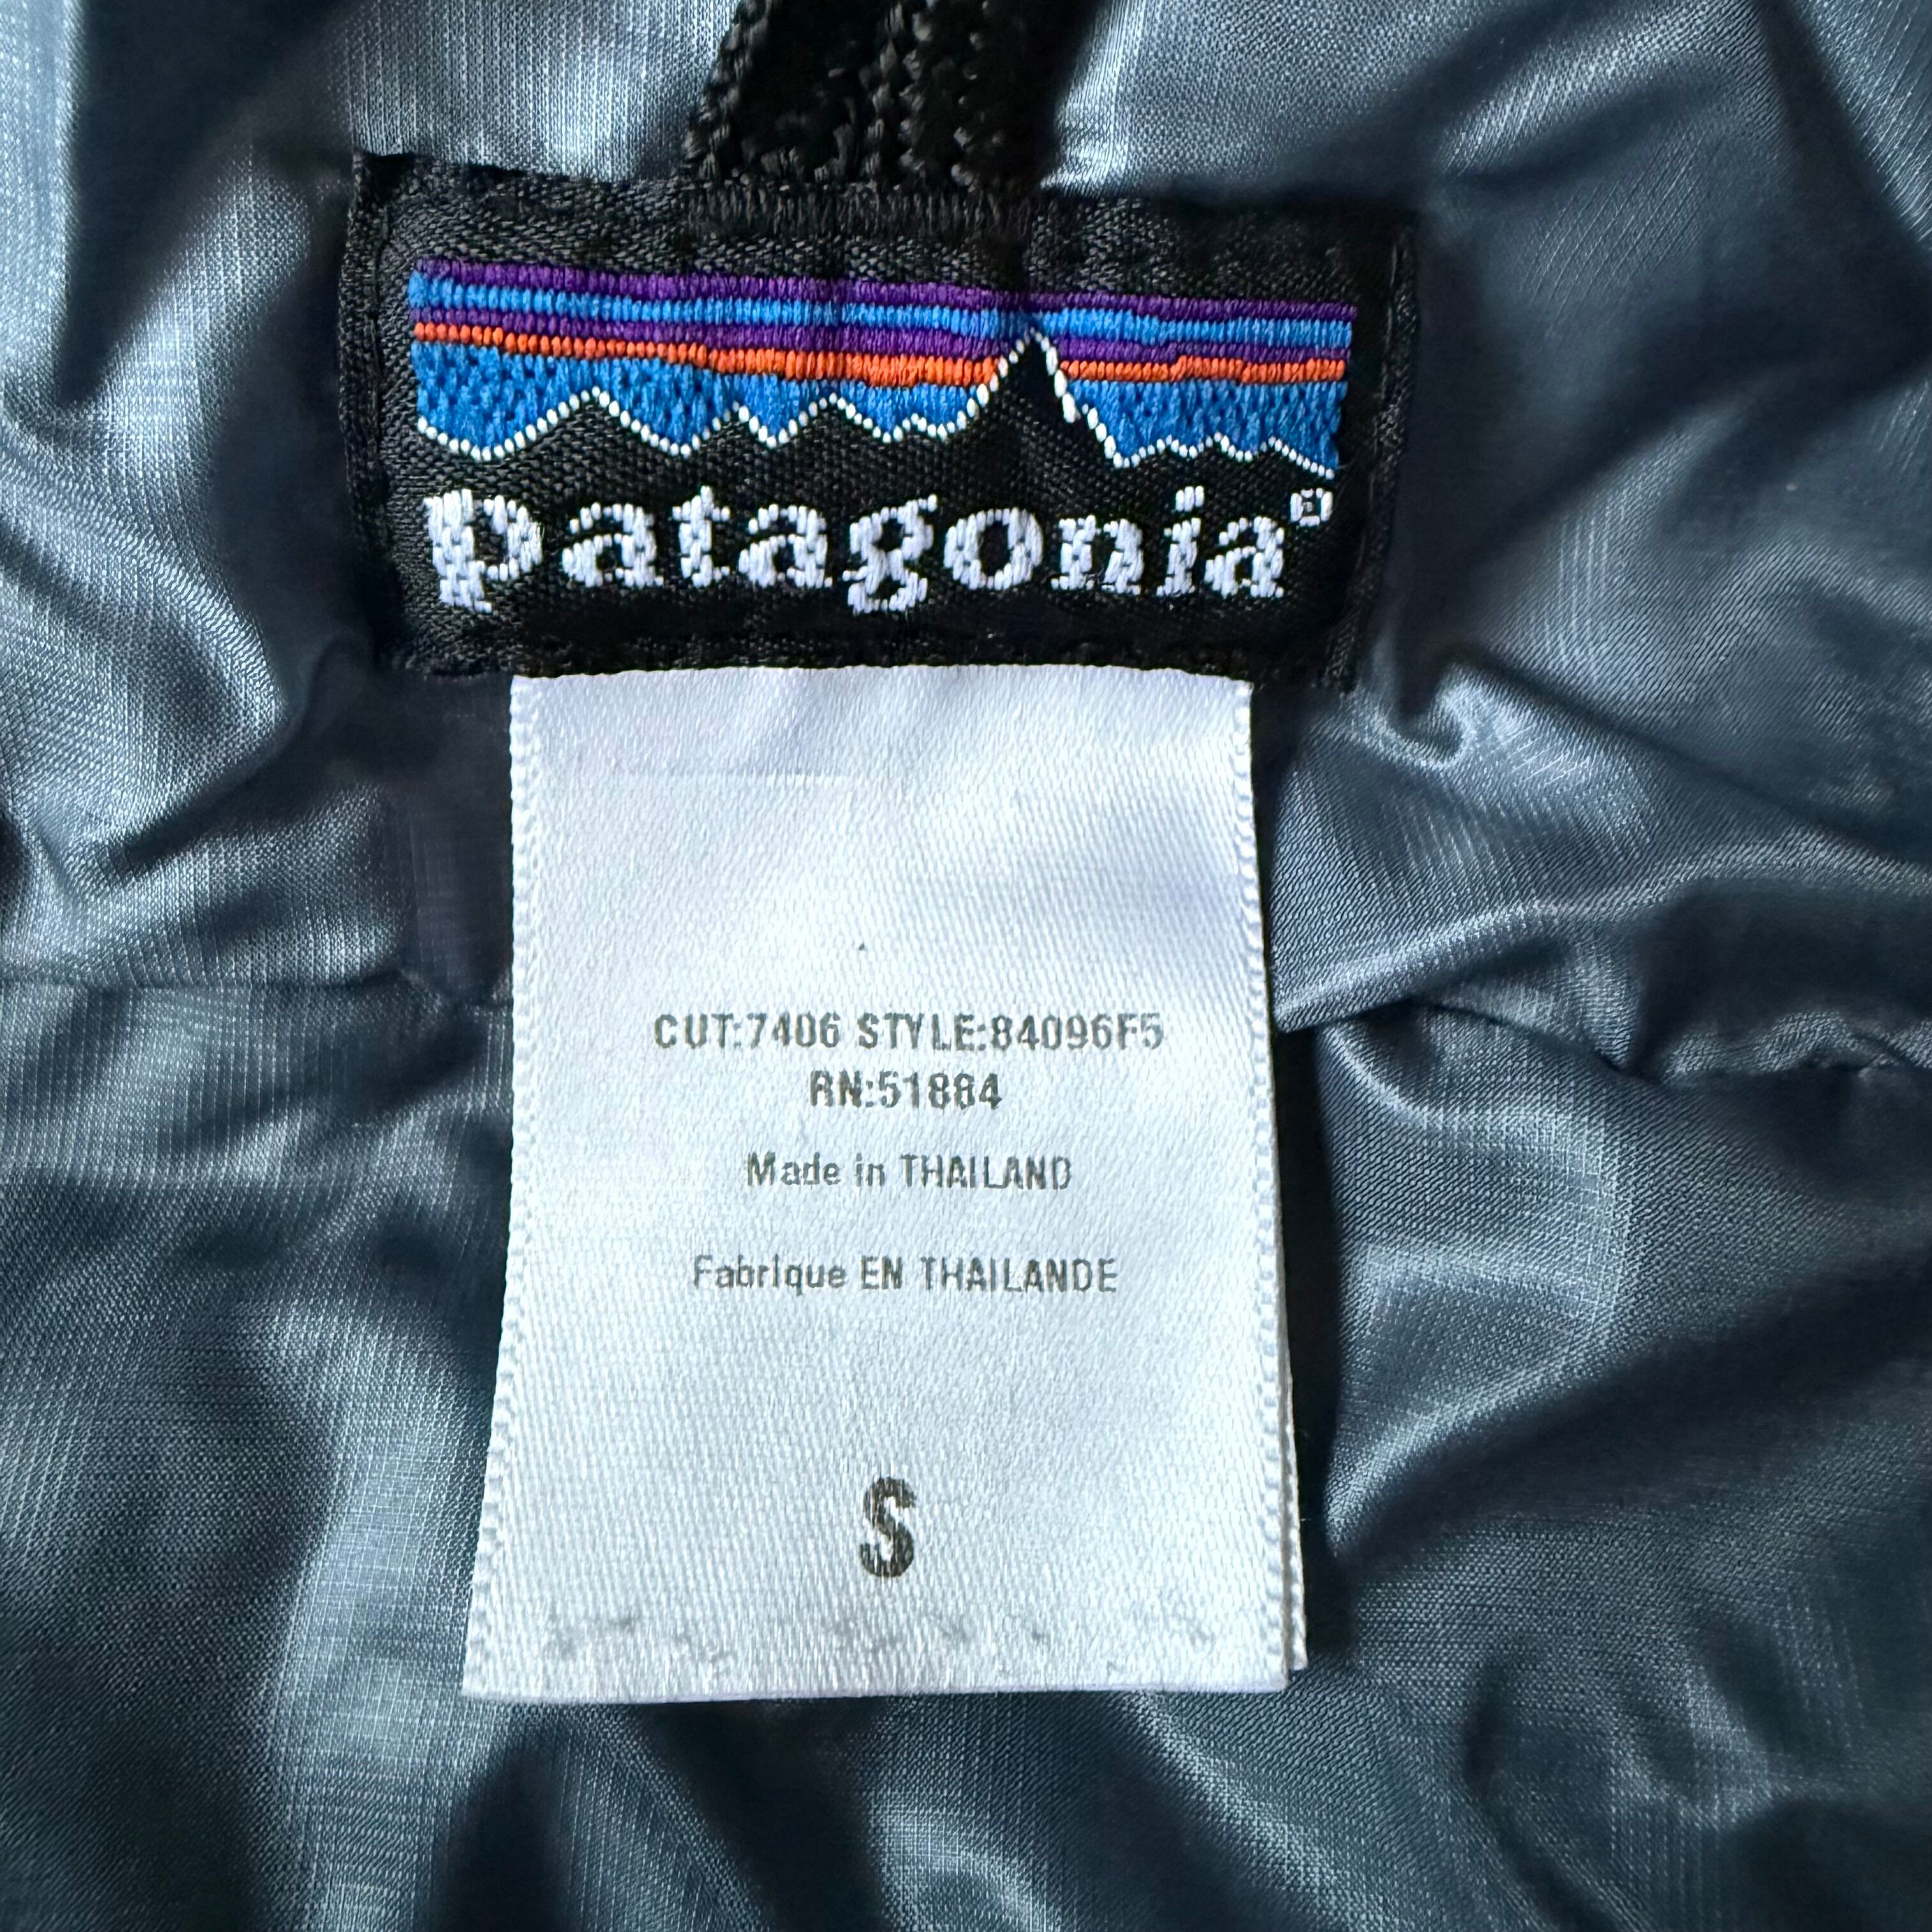 patagonia®
CUT:7406 STYLE:84096F5
RN:51884
Made in THAILAND
Fabrique EN THAILANDE
S